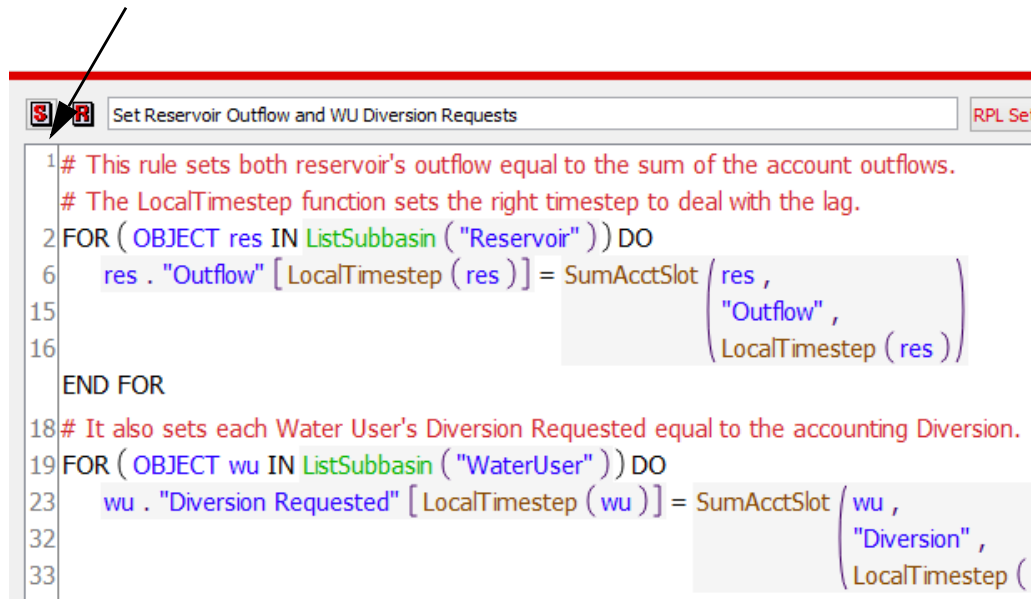 S R Set Reservoir Outflow and WU Diversion Requests RPL Se
1 # This rule sets both reservoir's outflow equal to the sum of the account outflows.
# The LocalTimestep function sets the right timestep to deal with the lag.
2 FOR ( OBJECT res IN ListSubbasin ( "Reservoir" ) ) DO
6 res . "Outflow" [ LocalTimestep ( res ) ] = SumAcctSlot ( res ,
15 "Outflow" ,
16 LocalTimestep ( res ) )
END FOR
18 # It also sets each Water User's Diversion Requested equal to the accounting Diversion.
19 FOR ( OBJECT wu IN ListSubbasin ( "WaterUser" ) ) DO
23 wu . "Diversion Requested" [ LocalTimestep ( wu ) ] = SumAcctSlot ( wu ,
32 "Diversion" ,
33 LocalTimestep (